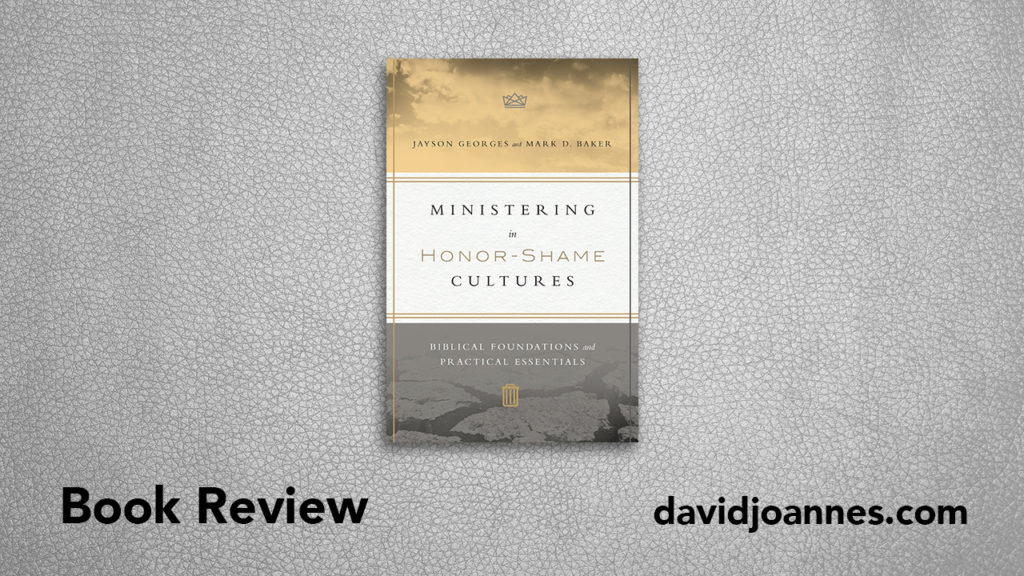 JAYSON GEORGES and MARK D. BAKER
MINISTERING
in
HONOR-SHAME
CULTURES
BIBLICAL FOUNDATIONS and
PRACTICAL ESSENTIALS
Book Review
davidjoannes.com